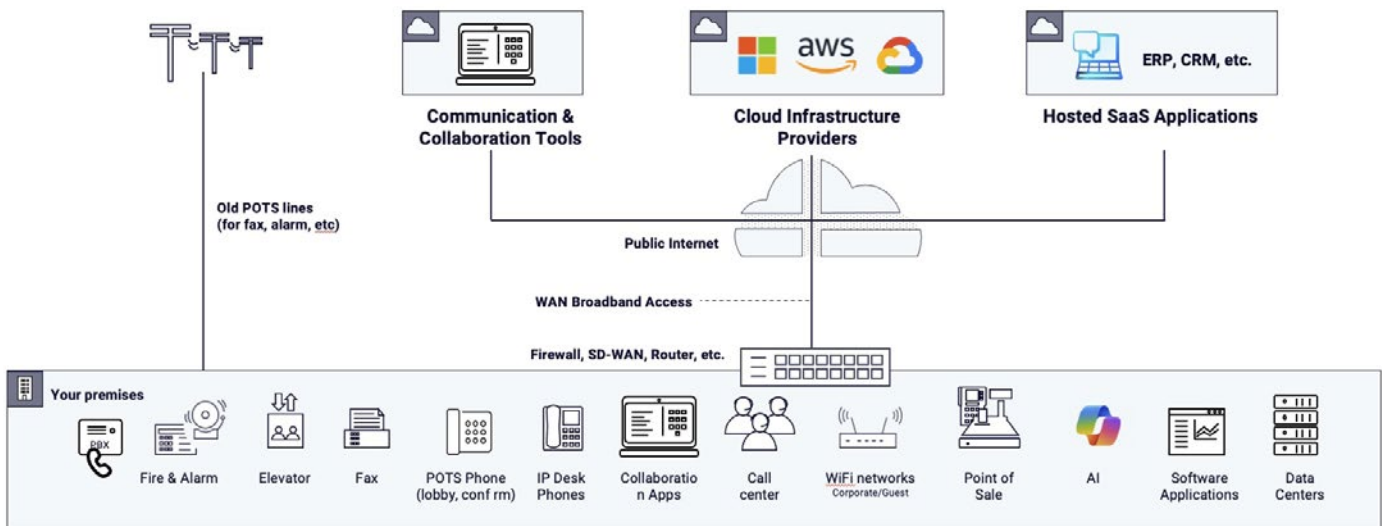 aws
ERP, CRM, etc.
Communication &
Collaboration Tools
Cloud Infrastructure
Providers
Hosted SaaS Applications
Old POTS lines
(for fax, alarm, etc)
Public Internet
WAN Broadband Access
Firewall, SD-WAN, Router, etc.
Your premises
PBX
Fire & Alarm
Elevator
Fax
POTS Phone
(lobby, conf rm)
IP Desk
Phones
Collaboratio
n Apps
Call
center
WiFi networks
Corporate/Guest
Point of
Sale
AI
Software
Applications
Data
Centers